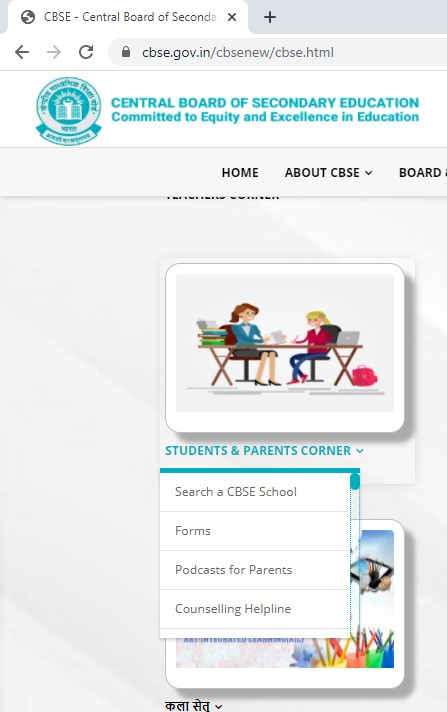 CBSE - Central Board of Seconda
cbse.gov.in/cbsenew/cbse.html
CENTRAL BOARD OF SECONDARY EDUCATION
Committed to Equity and Excellence in Education
HOME ABOUT CBSE BOARD
TEACHERS CORNER
STUDENTS & PARENTS CORNER
Search a CBSE School
Forms
Podcasts for Parents
Counselling Helpline
ART-INTEGRATED LEARNING(AIL)
कला सेतु